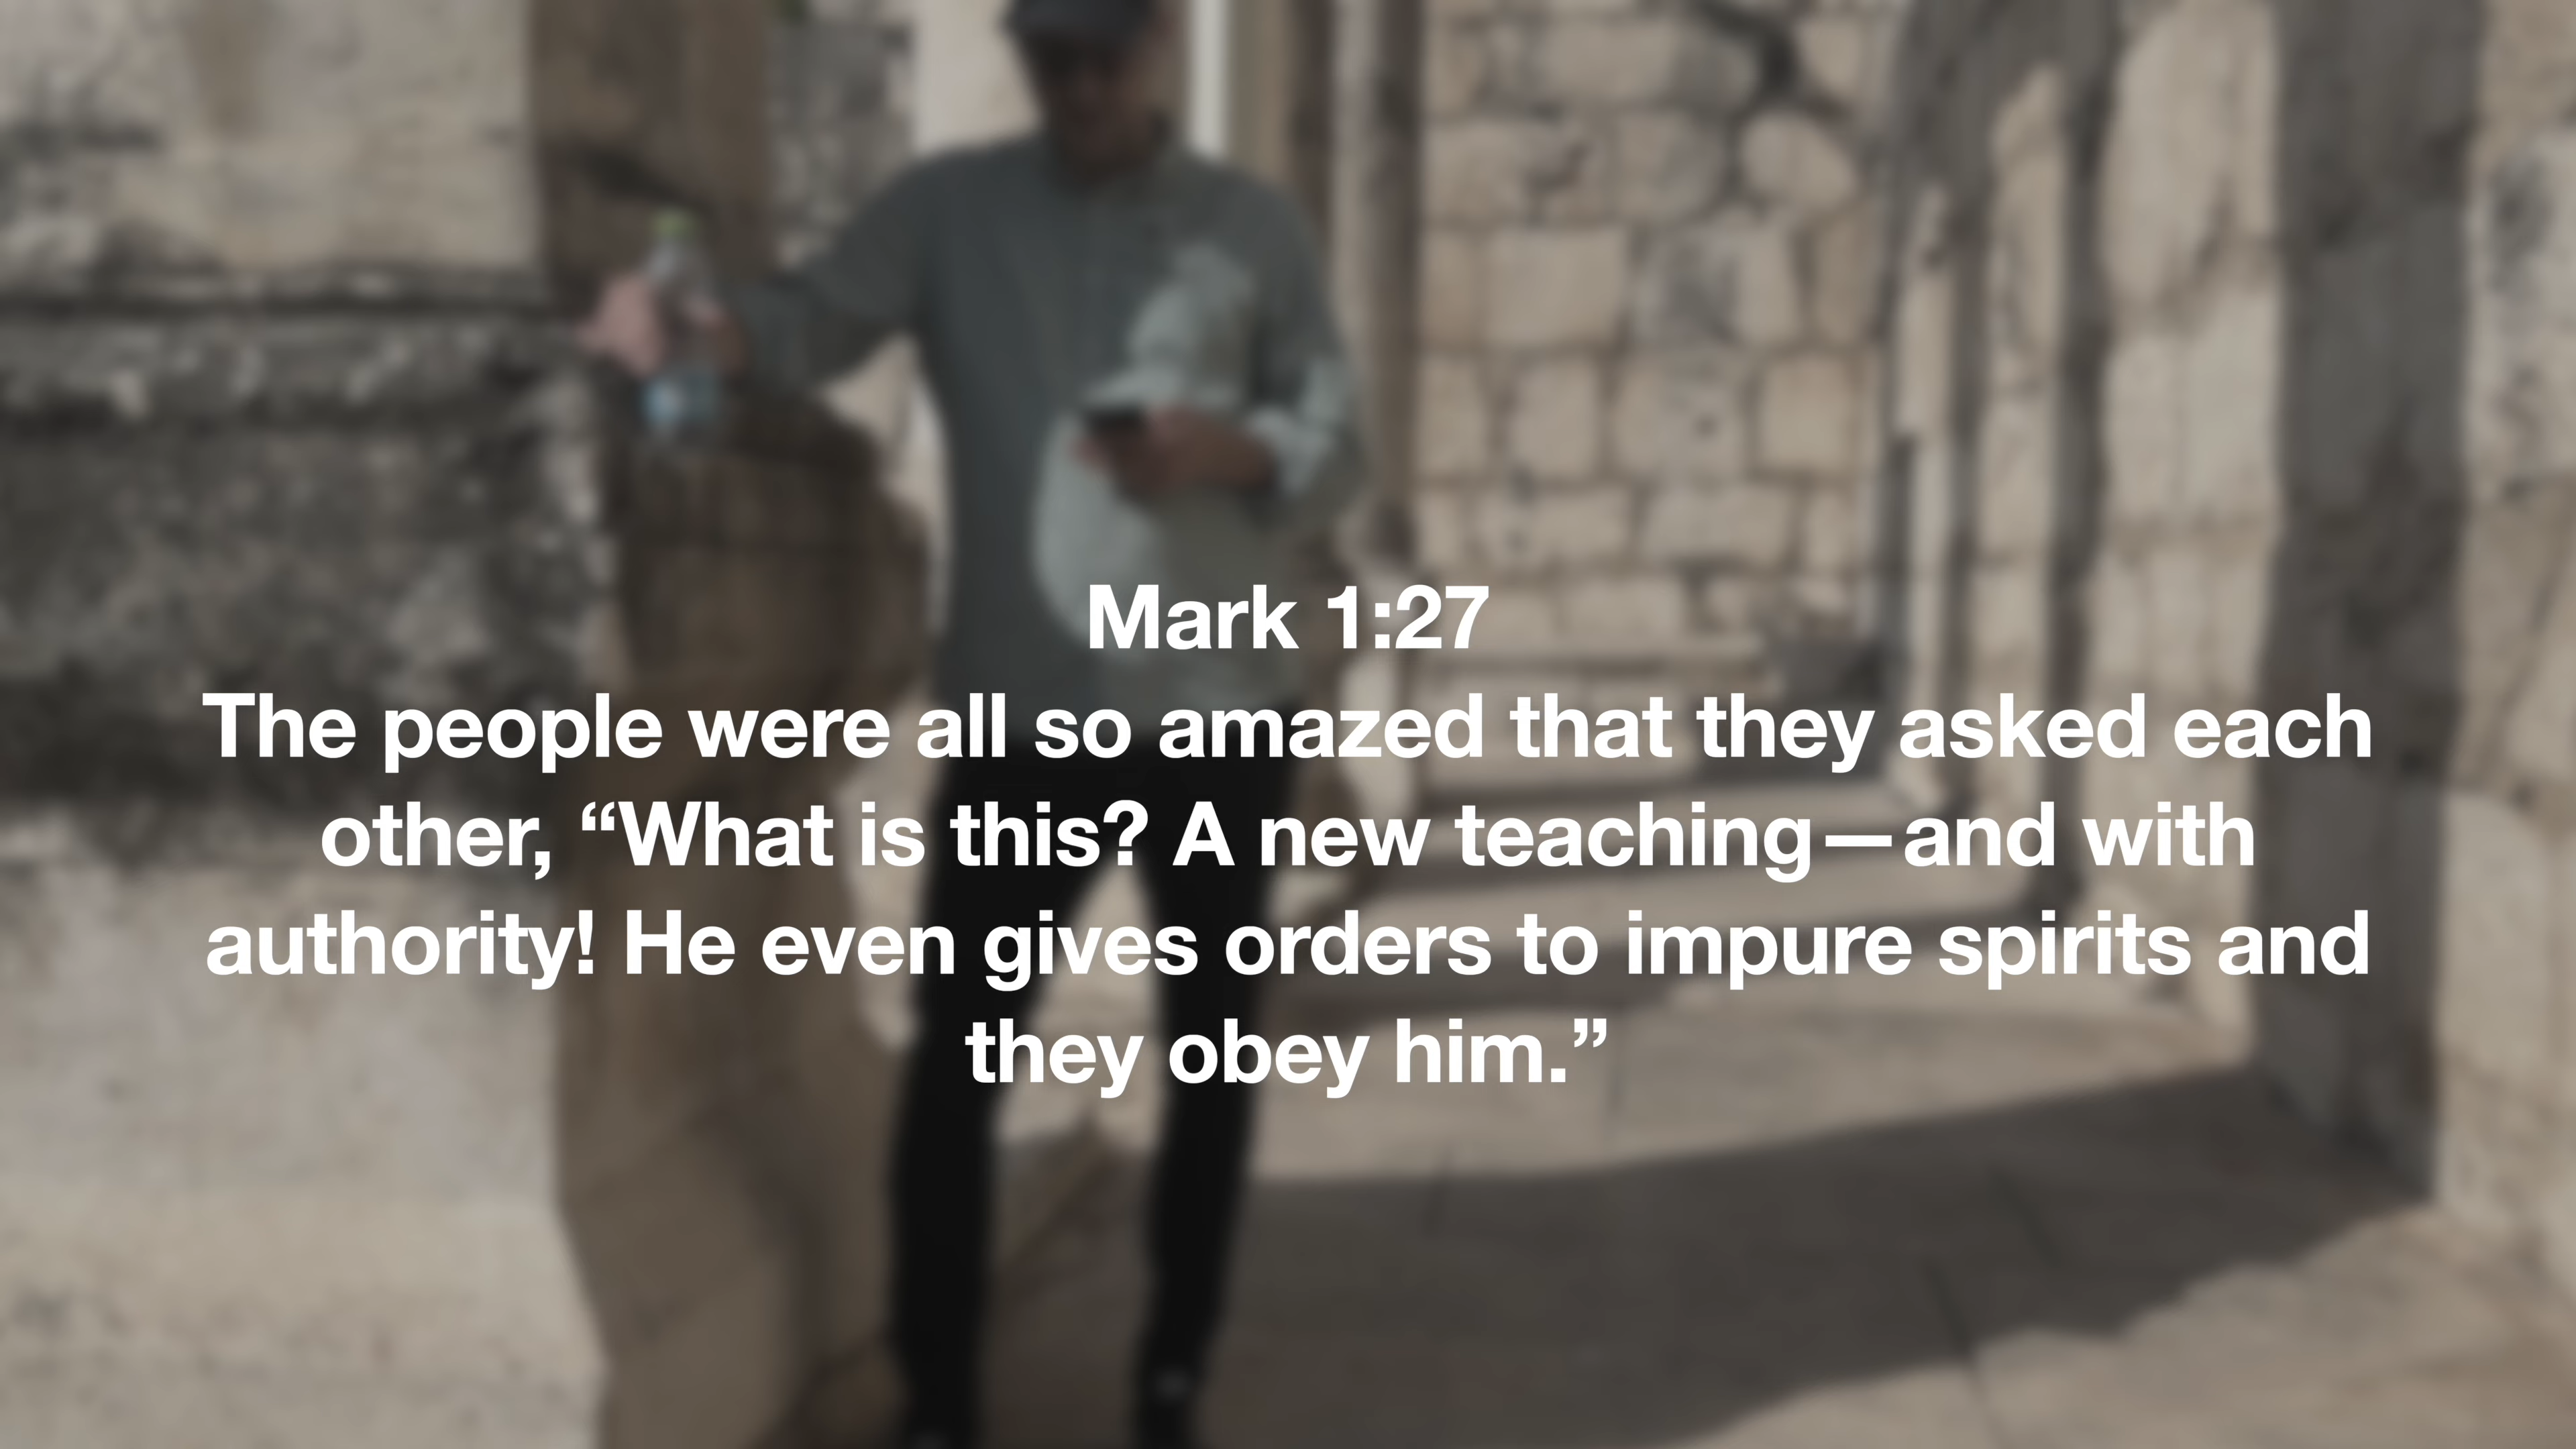 Mark 1:27
The people were all so amazed that they asked each
other, “What is this? A new teaching—and with
authority! He even gives orders to impure spirits and
they obey him.”